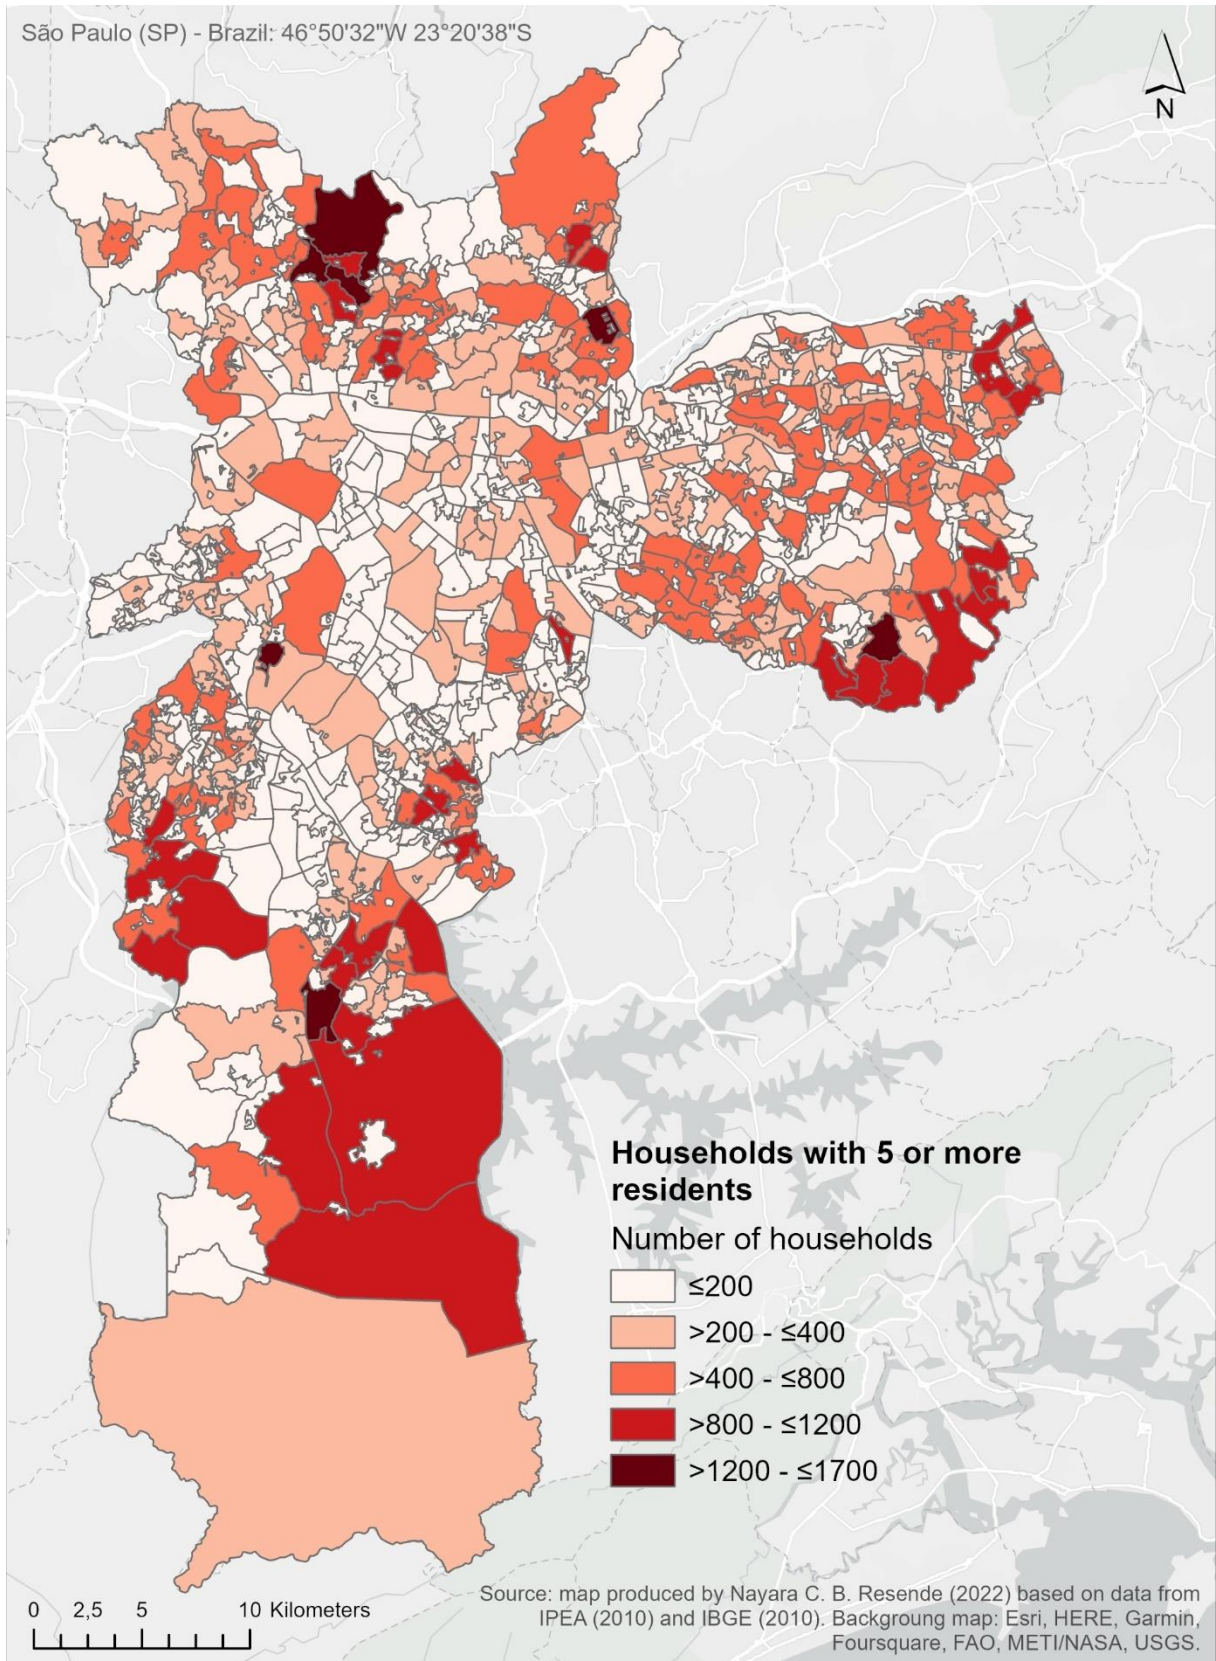 São Paulo (SP) - Brazil: 46°50'32"W 23°20'38"S
N
Households with 5 or more
residents
Number of households
≤200
>200 - ≤400
>400 - ≤800
>800 - ≤1200
>1200 - ≤1700
0 2,5 5 10 Kilometers
Source: map produced by Nayara C. B. Resende (2022) based on data from
IPEA (2010) and IBGE (2010). Backgroung map: Esri, HERE, Garmin,
Foursquare, FAO, METI/NASA, USGS.